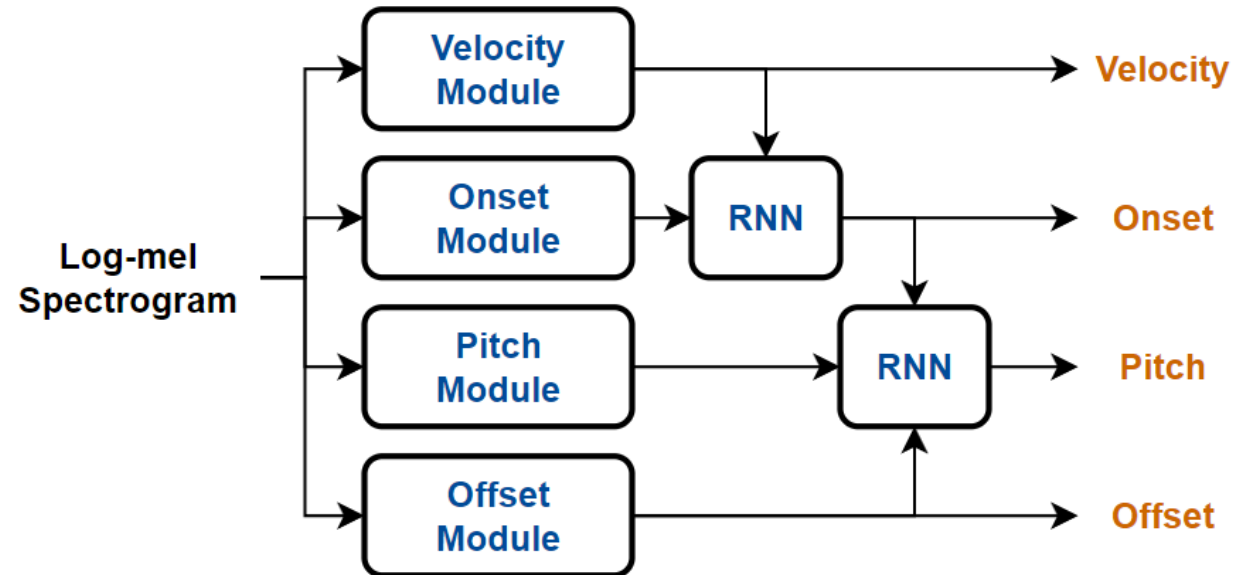 Velocity
Module
Velocity
Onset
Module
RNN
Onset
Log-mel
Spectrogram
Pitch
Module
RNN
Pitch
Offset
Module
Offset